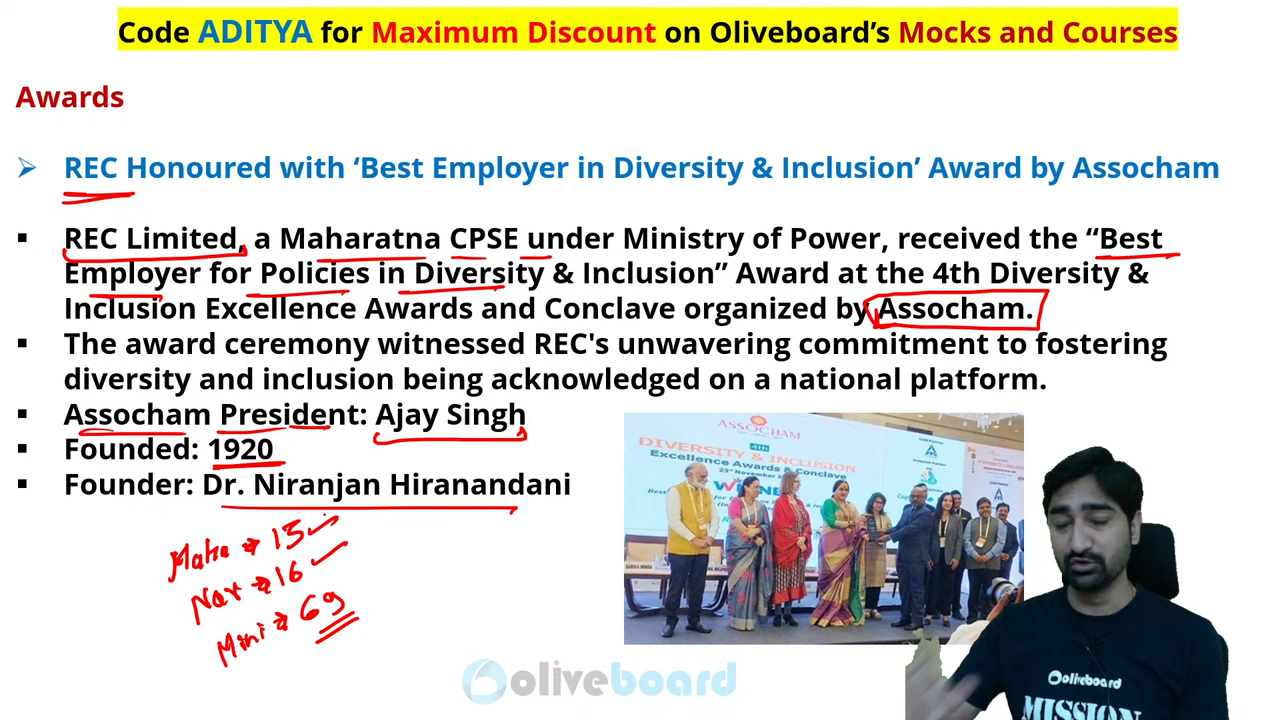 Code ADITYA for Maximum Discount on Oliveboard’s Mocks and Courses
Awards
REC Honoured with ‘Best Employer in Diversity & Inclusion’ Award by Assocham
REC Limited, a Maharatna CPSE under Ministry of Power, received the “Best
Employer for Policies in Diversity & Inclusion” Award at the 4th Diversity &
Inclusion Excellence Awards and Conclave organized by Assocham.
The award ceremony witnessed REC's unwavering commitment to fostering
diversity and inclusion being acknowledged on a national platform.
Assocham President: Ajay Singh
Founded: 1920
Founder: Dr. Niranjan Hiranandani
Maha → 13
Nav → 16
Mini → 69
ASSOCHAM
4th
DIVERSITY & INCLUSION
Excellence Awards & Conclave
23rd November
oliveboard
oliveboard
MISSION